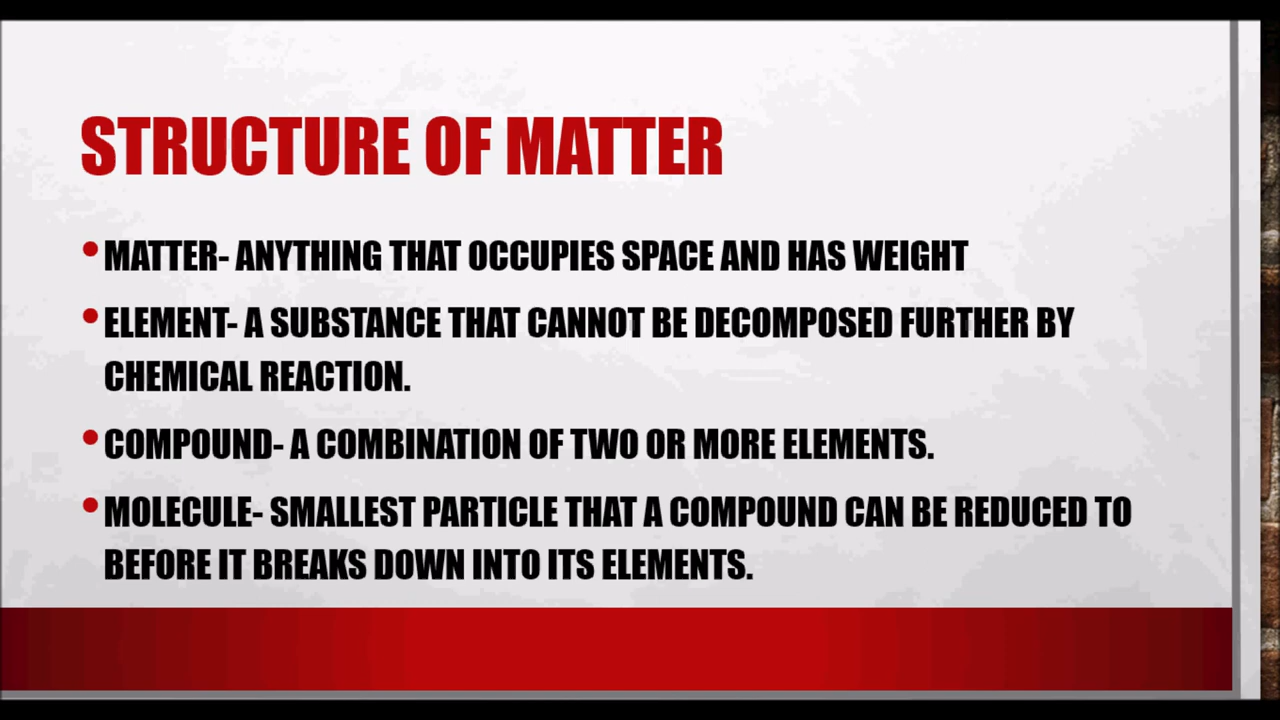 STRUCTURE OF MATTER
•MATTER- ANYTHING THAT OCCUPIES SPACE AND HAS WEIGHT
•ELEMENT- A SUBSTANCE THAT CANNOT BE DECOMPOSED FURTHER BY
CHEMICAL REACTION.
•COMPOUND- A COMBINATION OF TWO OR MORE ELEMENTS.
•MOLECULE- SMALLEST PARTICLE THAT A COMPOUND CAN BE REDUCED TO
BEFORE IT BREAKS DOWN INTO ITS ELEMENTS.